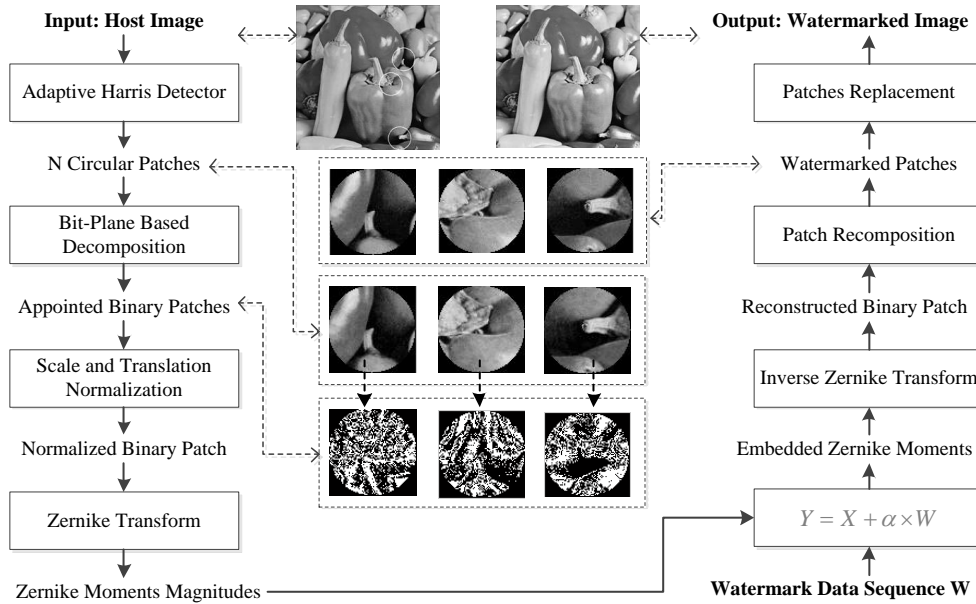 Input: Host Image
Adaptive Harris Detector
N Circular Patches
Bit-Plane Based
Decomposition
Appointed Binary Patches
Scale and Translation
Normalization
Normalized Binary Patch
Zernike Transform
Zernike Moments Magnitudes
Output: Watermarked Image
Patches Replacement
Watermarked Patches
Patch Recomposition
Reconstructed Binary Patch
Inverse Zernike Transform
Embedded Zernike Moments
Y = X + α × W
Watermark Data Sequence W